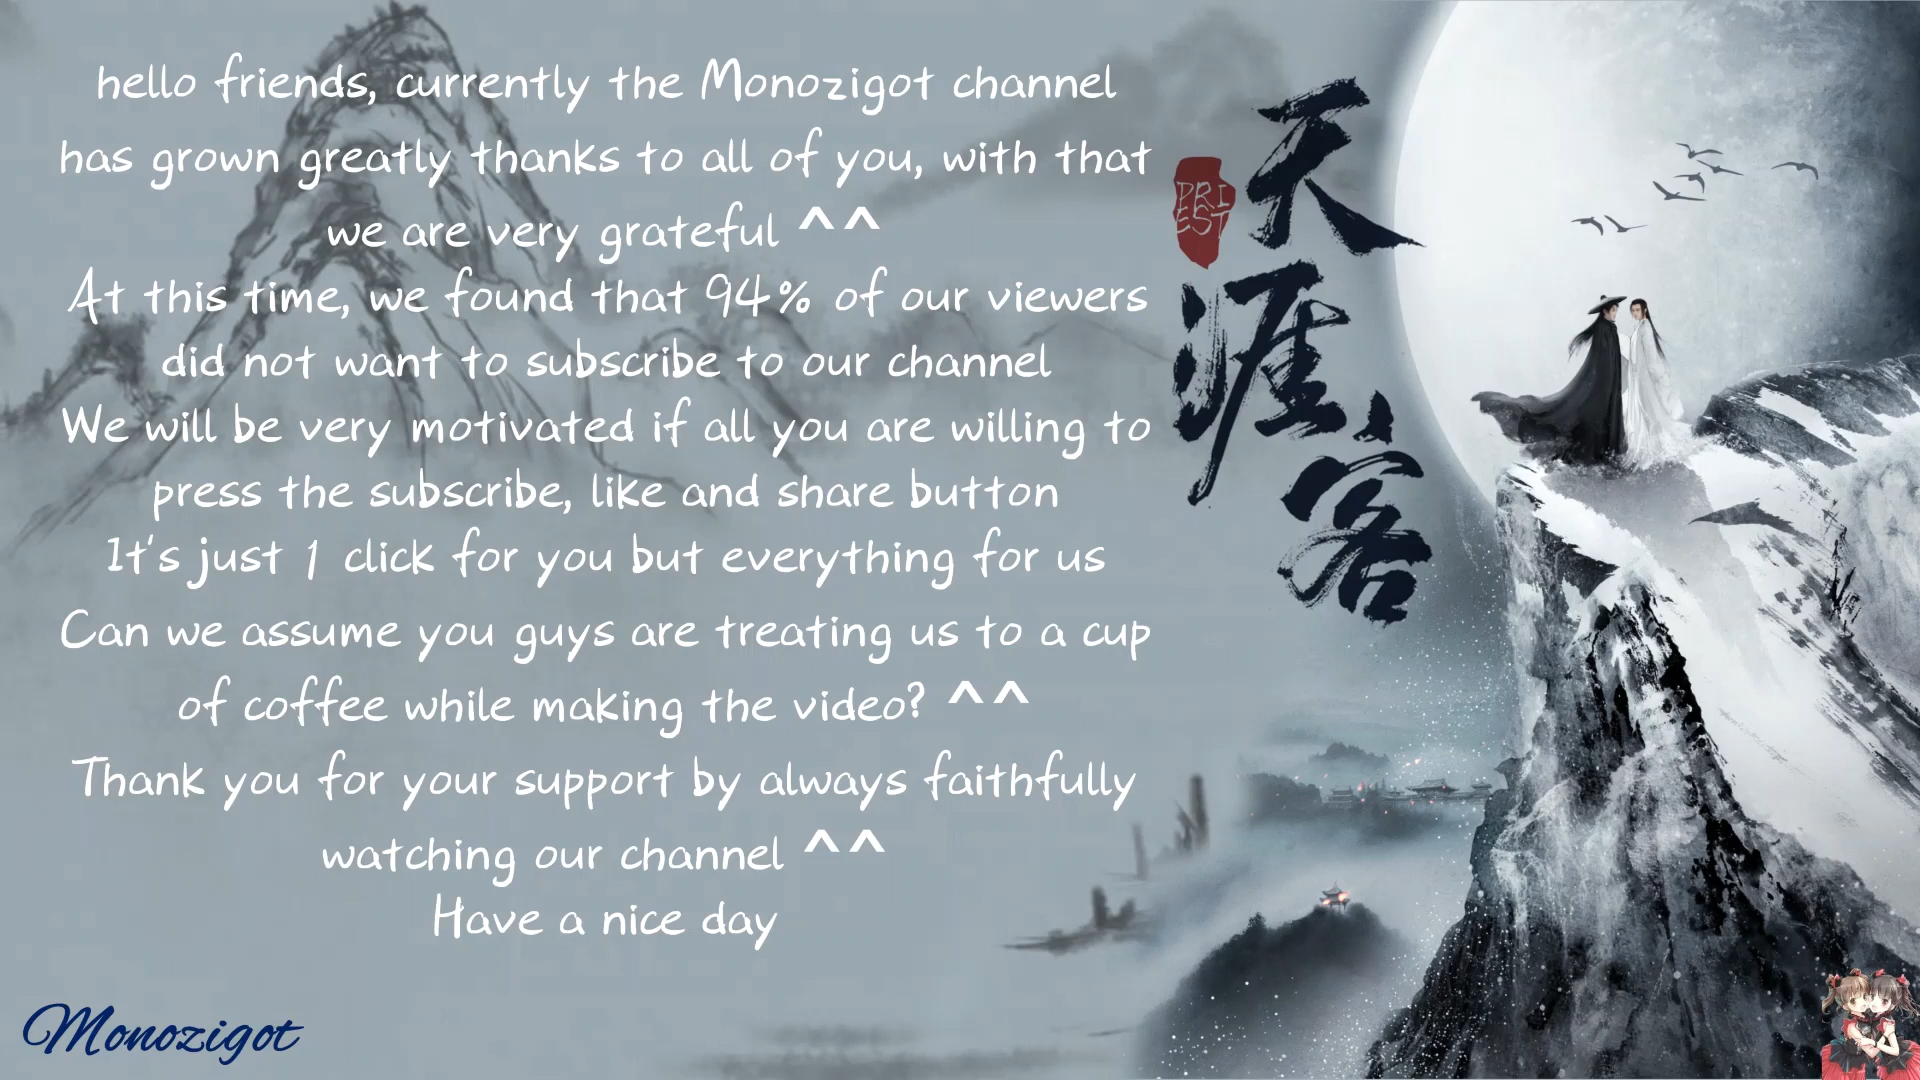 hello friends, currently the Monozigot channel
has grown greatly thanks to all of you, with that
we are very grateful ^^
At this time, we found that 94% of our viewers
did not want to subscribe to our channel
We will be very motivated if all you are willing to
press the subscribe, like and share button
It's just 1 click for you but everything for us
Can we assume you guys are treating us to a cup
of coffee while making the video? ^^
Thank you for your support by always faithfully
watching our channel ^^
Have a nice day
天
涯
客
PRI
EST
Monozigot